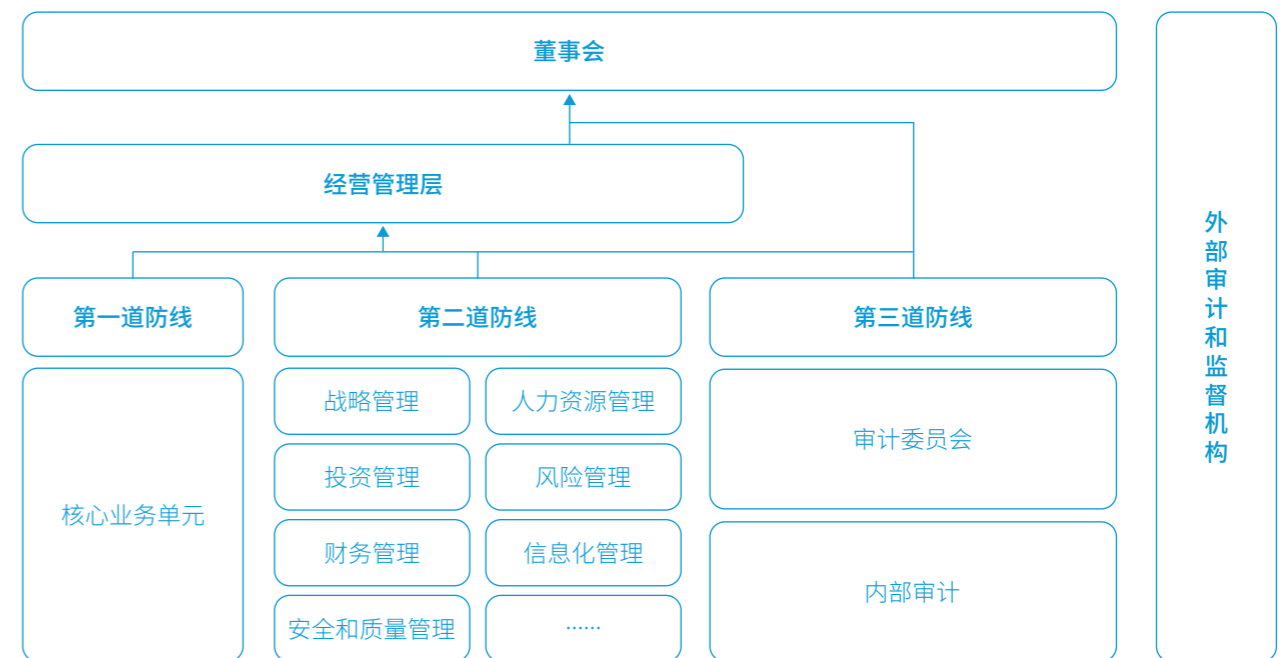 董事会
经营管理层
第一道防线
第二道防线
第三道防线
核心业务单元
战略管理
人力资源管理
投资管理
风险管理
财务管理
信息化管理
安全和质量管理
……
审计委员会
内部审计
外部审计和监督机构